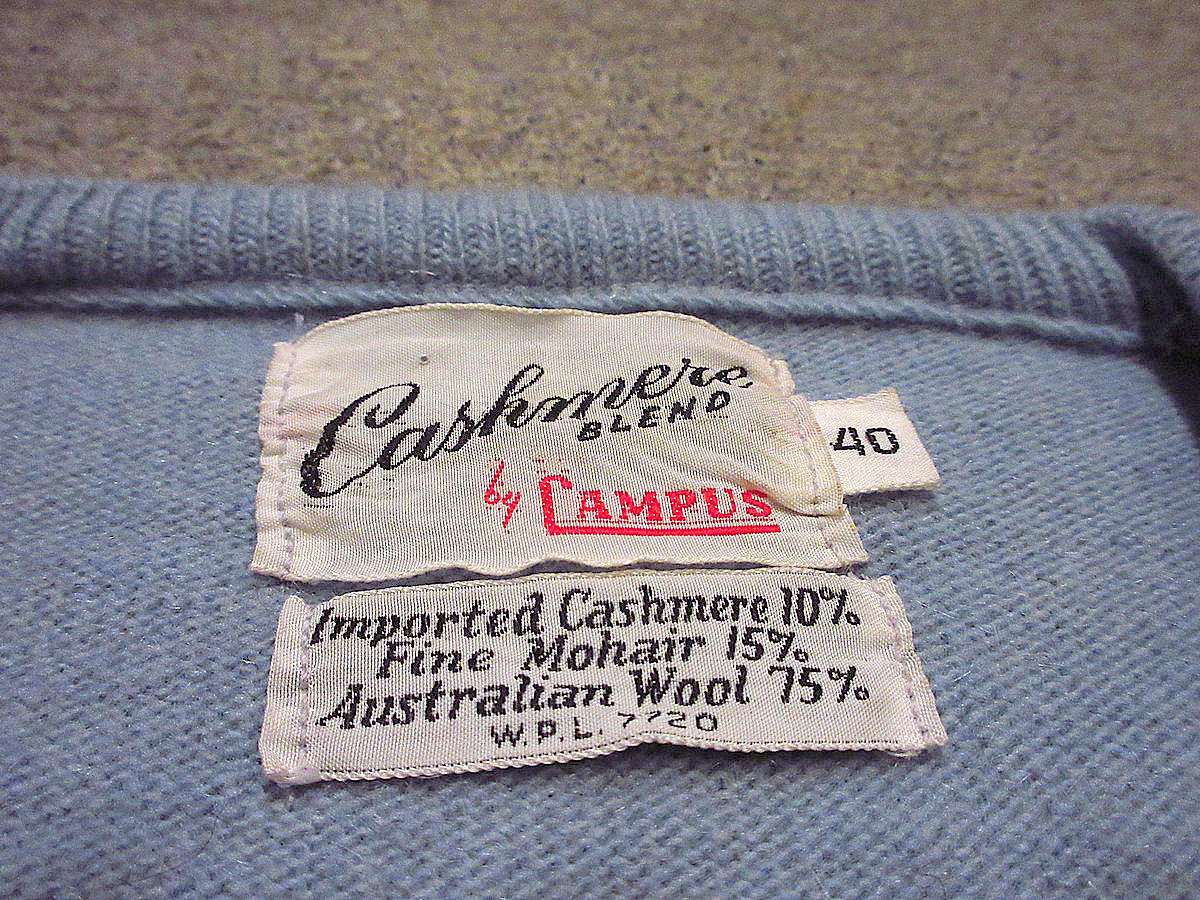 Cashmere
BLEND
by CAMPUS
40
Imported Cashmere 10%
Fine Mohair 15%
Australian Wool 75%
W.P.L. 7720